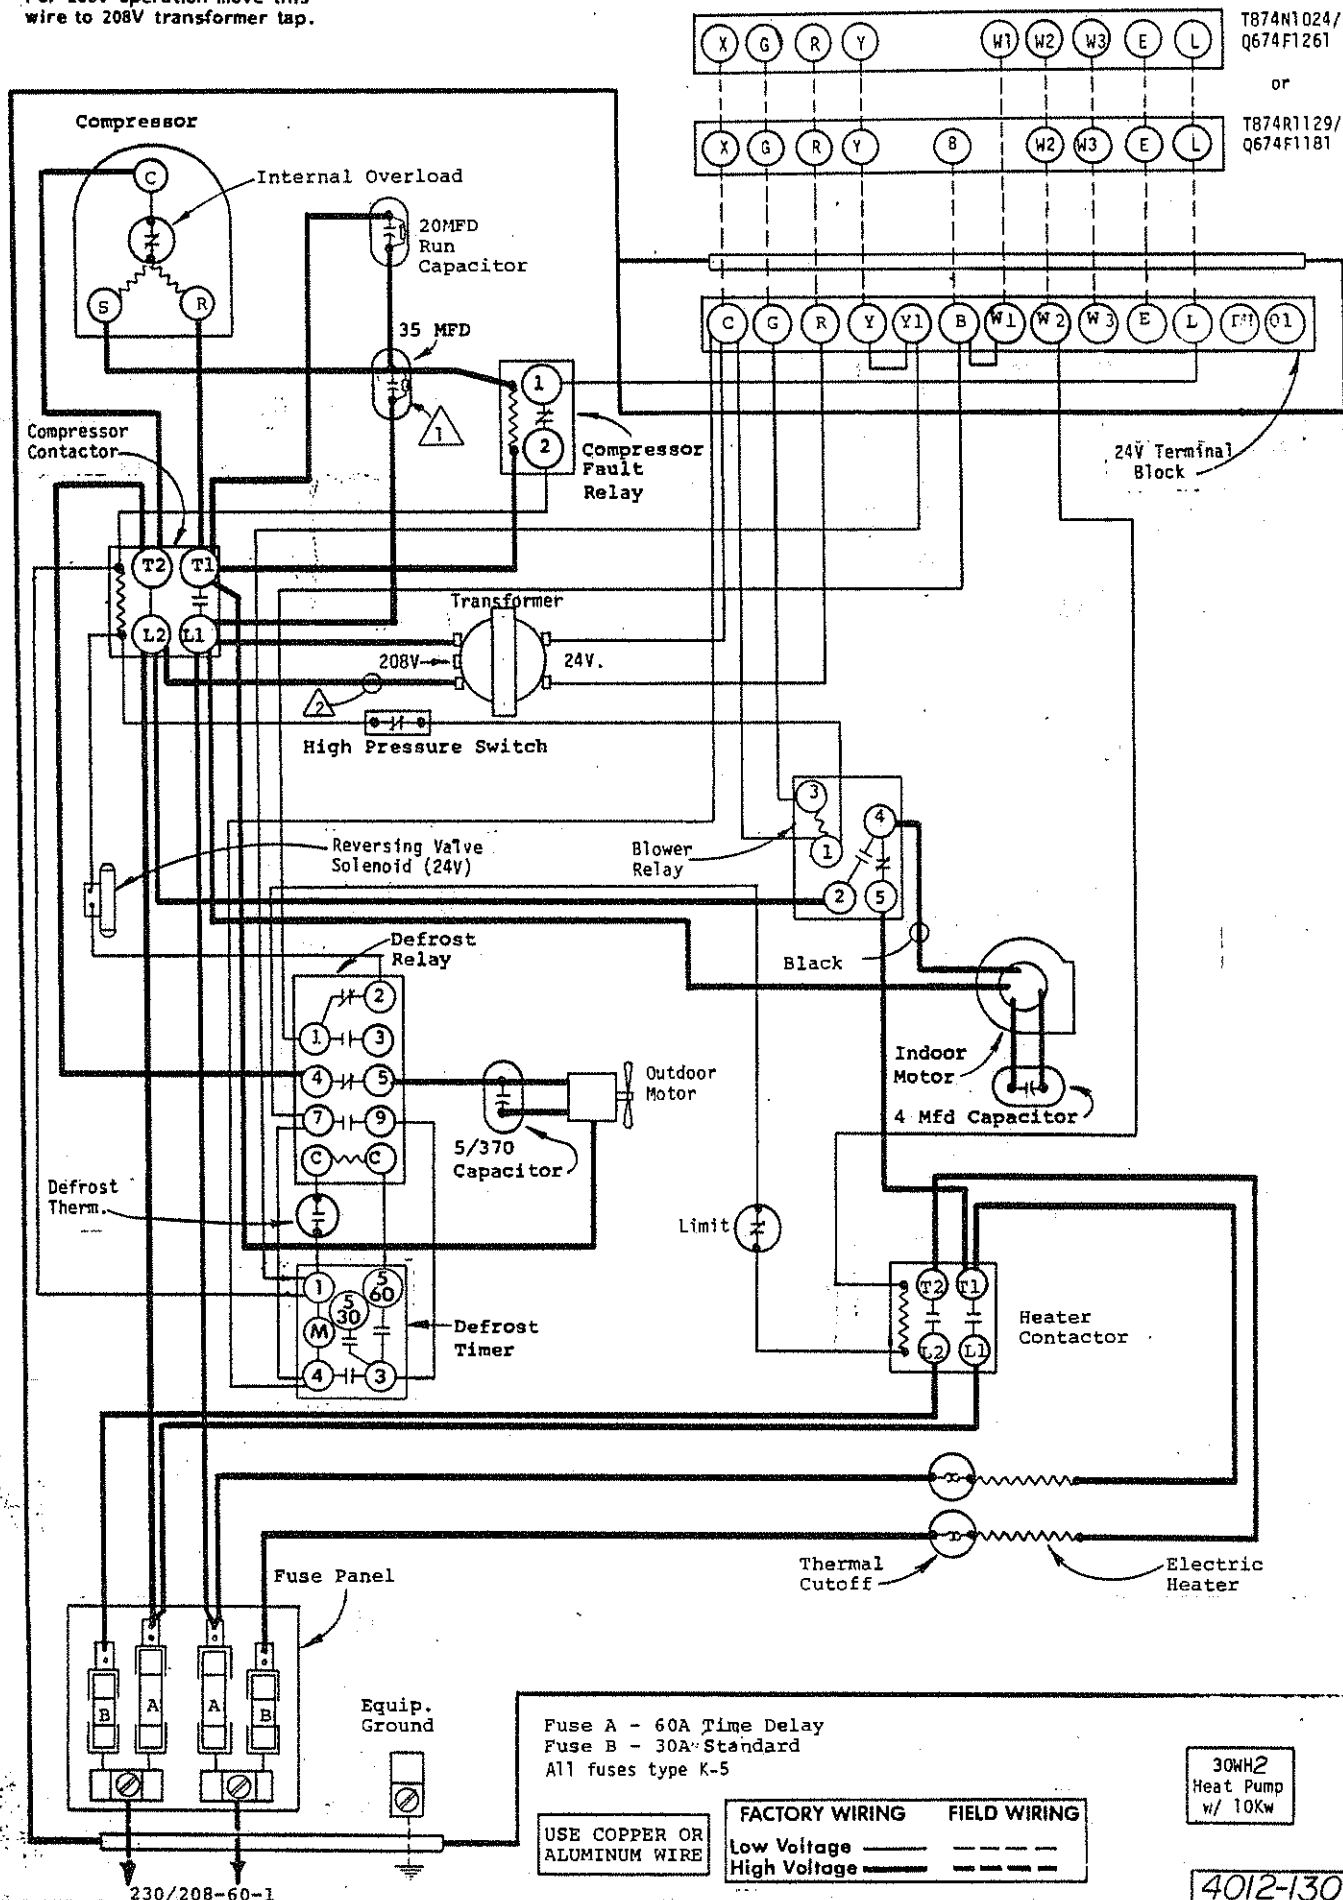 wire to 208V transformer tap.
X G R Y W1 W2 W3 E L
T874N1024/
Q674F1261
or
X G R Y B W2 W3 E L
T874R1129/
Q674F1181
Compressor
C
Internal Overload
S R
20MFD
Run
Capacitor
35 MFD
1
C G R Y Y1 B W1 W2 W3 E L O1
24V Terminal
Block
1
2
Compressor
Fault
Relay
Compressor
Contactor
T2 T1
L2 L1
Transformer
208V
24V.
2
High Pressure Switch
Reversing Valve
Solenoid (24V)
Blower
Relay
3
4
1
2 5
Black
Defrost
Relay
2
1 3
4 5
7 9
C C
5/370
Capacitor
Outdoor
Motor
Indoor
Motor
4 Mfd Capacitor
Defrost
Therm.
Limit
1
5
30
5
60
M
4 3
Defrost
Timer
T2 T1
L2 L1
Heater
Contactor
Thermal
Cutoff
Electric
Heater
Fuse Panel
B A A B
Equip.
Ground
230/208-60-1
Fuse A - 60A Time Delay
Fuse B - 30A Standard
All fuses type K-5
USE COPPER OR
ALUMINUM WIRE
FACTORY WIRING FIELD WIRING
Low Voltage
High Voltage
30WH2
Heat Pump
w/ 10Kw
4012-130